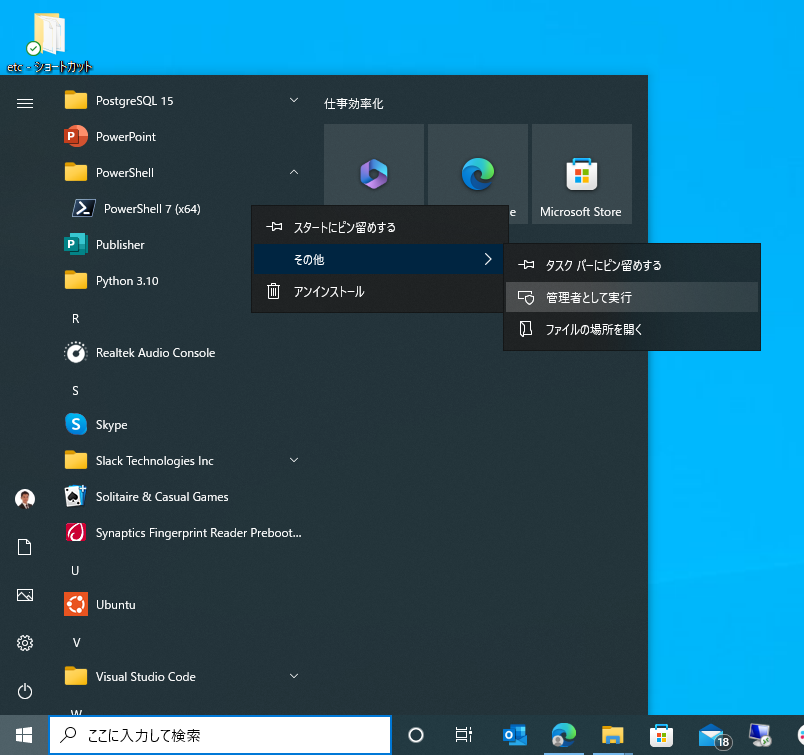 etc - ショートカット
PostgreSQL 15
PowerPoint
PowerShell
PowerShell 7 (x64)
Publisher
Python 3.10
R
Realtek Audio Console
S
Skype
Slack Technologies Inc
Solitaire & Casual Games
Synaptics Fingerprint Reader Preboot...
U
Ubuntu
V
Visual Studio Code
W
仕事効率化
e
Microsoft Store
スタートにピン留めする
その他
アンインストール
タスク バーにピン留めする
管理者として実行
ファイルの場所を開く
ここに入力して検索
18